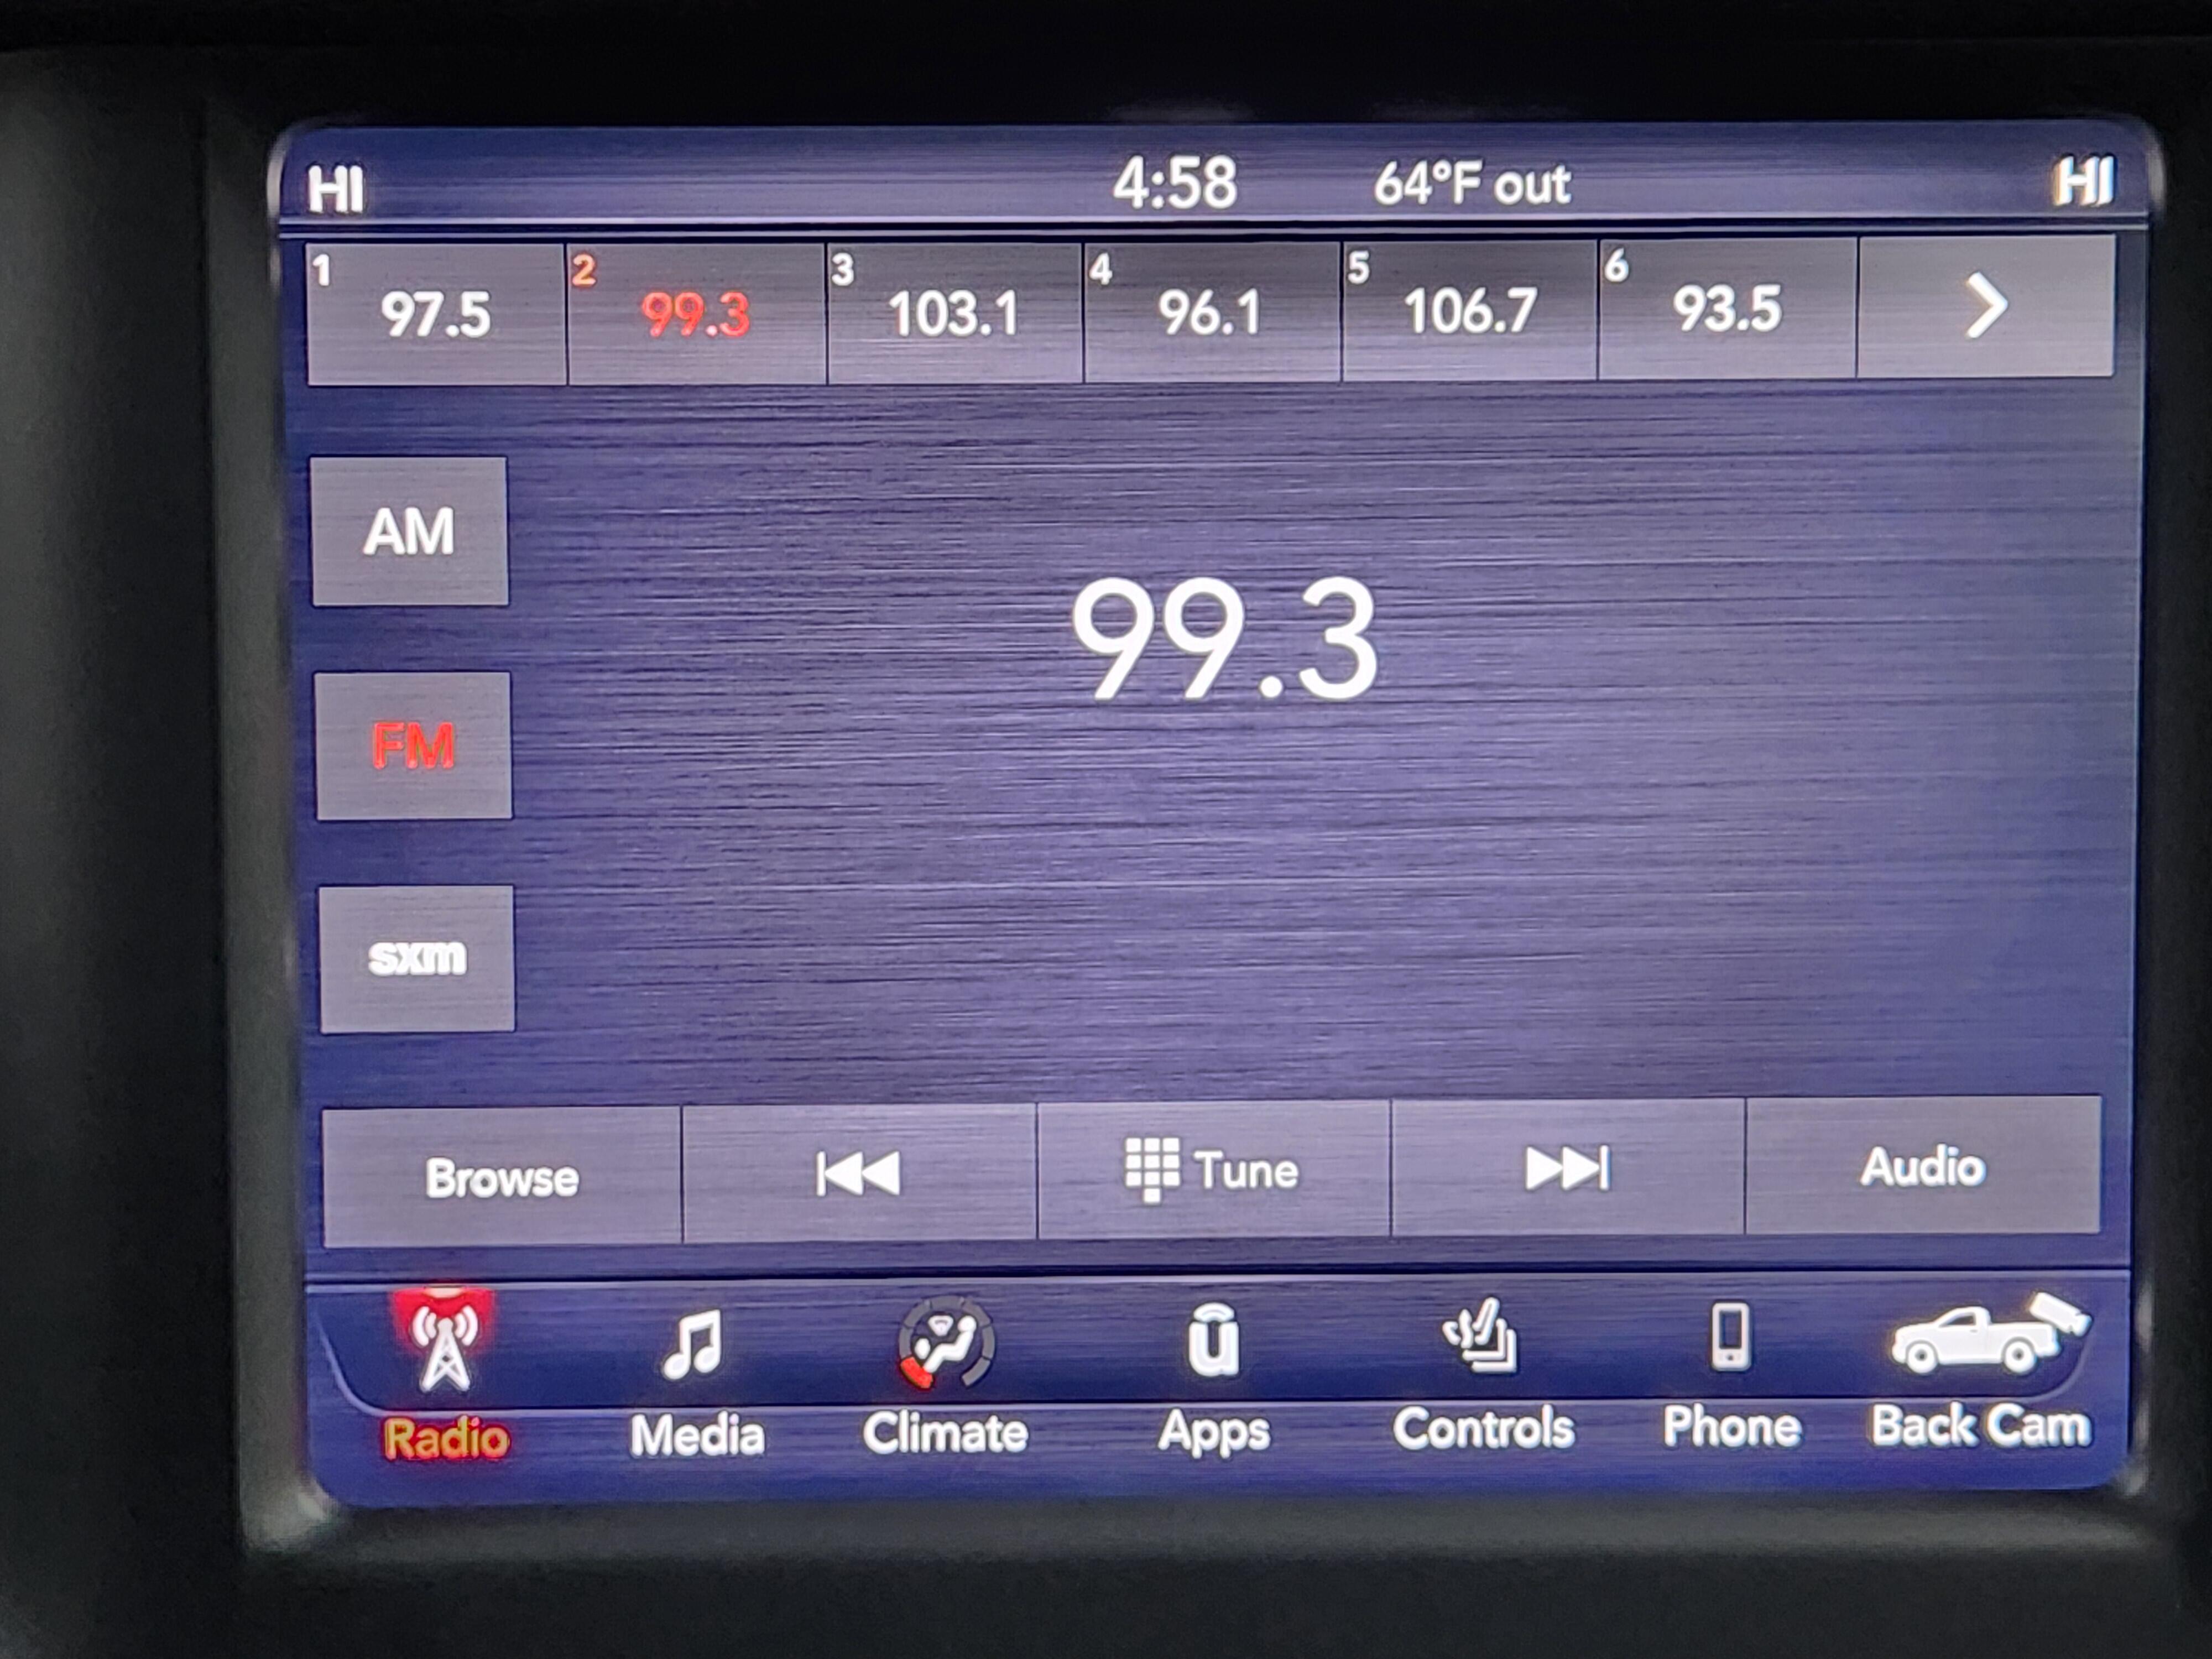 HI 4:58 64°F out HI
1 97.5 2 99.3 3 103.1 4 96.1 5 106.7 6 93.5
AM
99.3
FM
sxm
Browse Tune Audio
u
Radio Media Climate Apps Controls Phone Back Cam